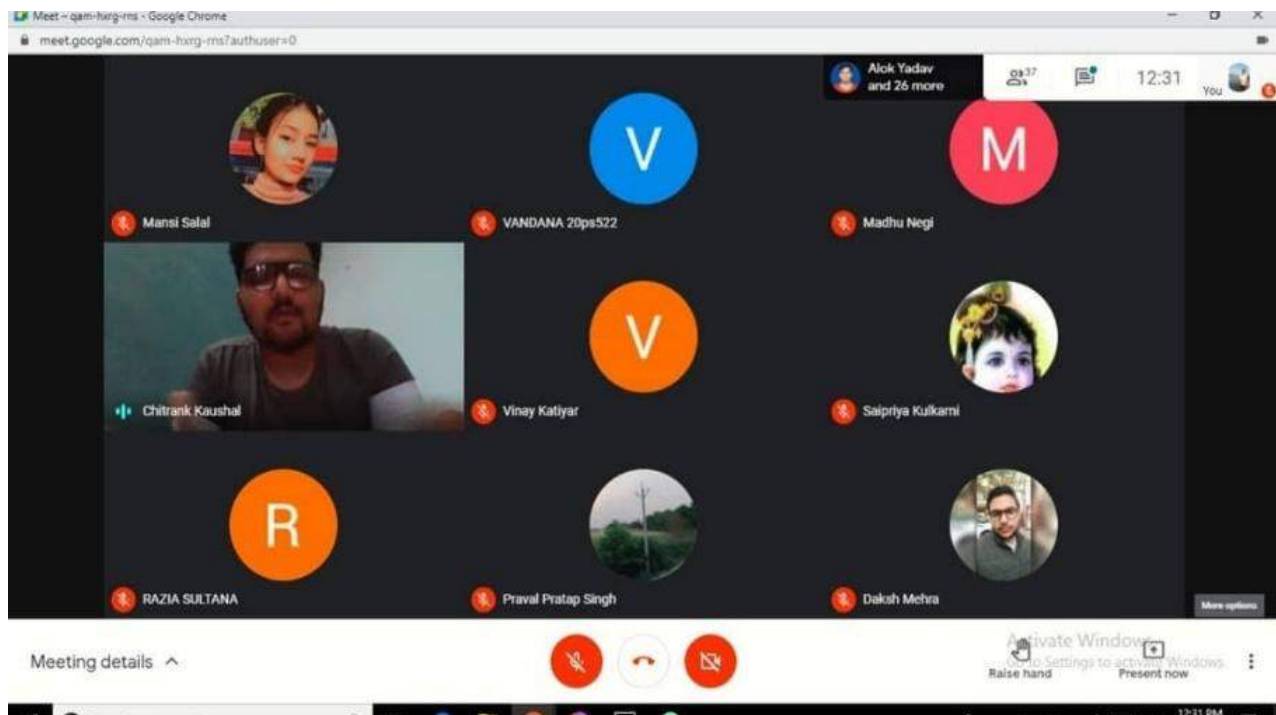 Meet – qam-hxrg-rns - Google Chrome
meet.google.com/qam-hxrg-rns?authuser=0
Alok Yadav
and 26 more
37
12:31
You
Mansi Salal
V
VANDANA 20ps522
M
Madhu Negi
Chitrank Kaushal
V
Vinay Katiyar
Saipriya Kulkarni
R
RAZIA SULTANA
Praval Pratap Singh
Daksh Mehra
More options
Meeting details
Activate Windows
Go to Settings to activate Windows.
Raise hand
Present now
12:31 PM